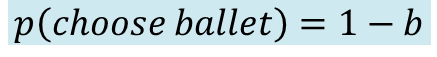 p(choose ballet) = 1 − b